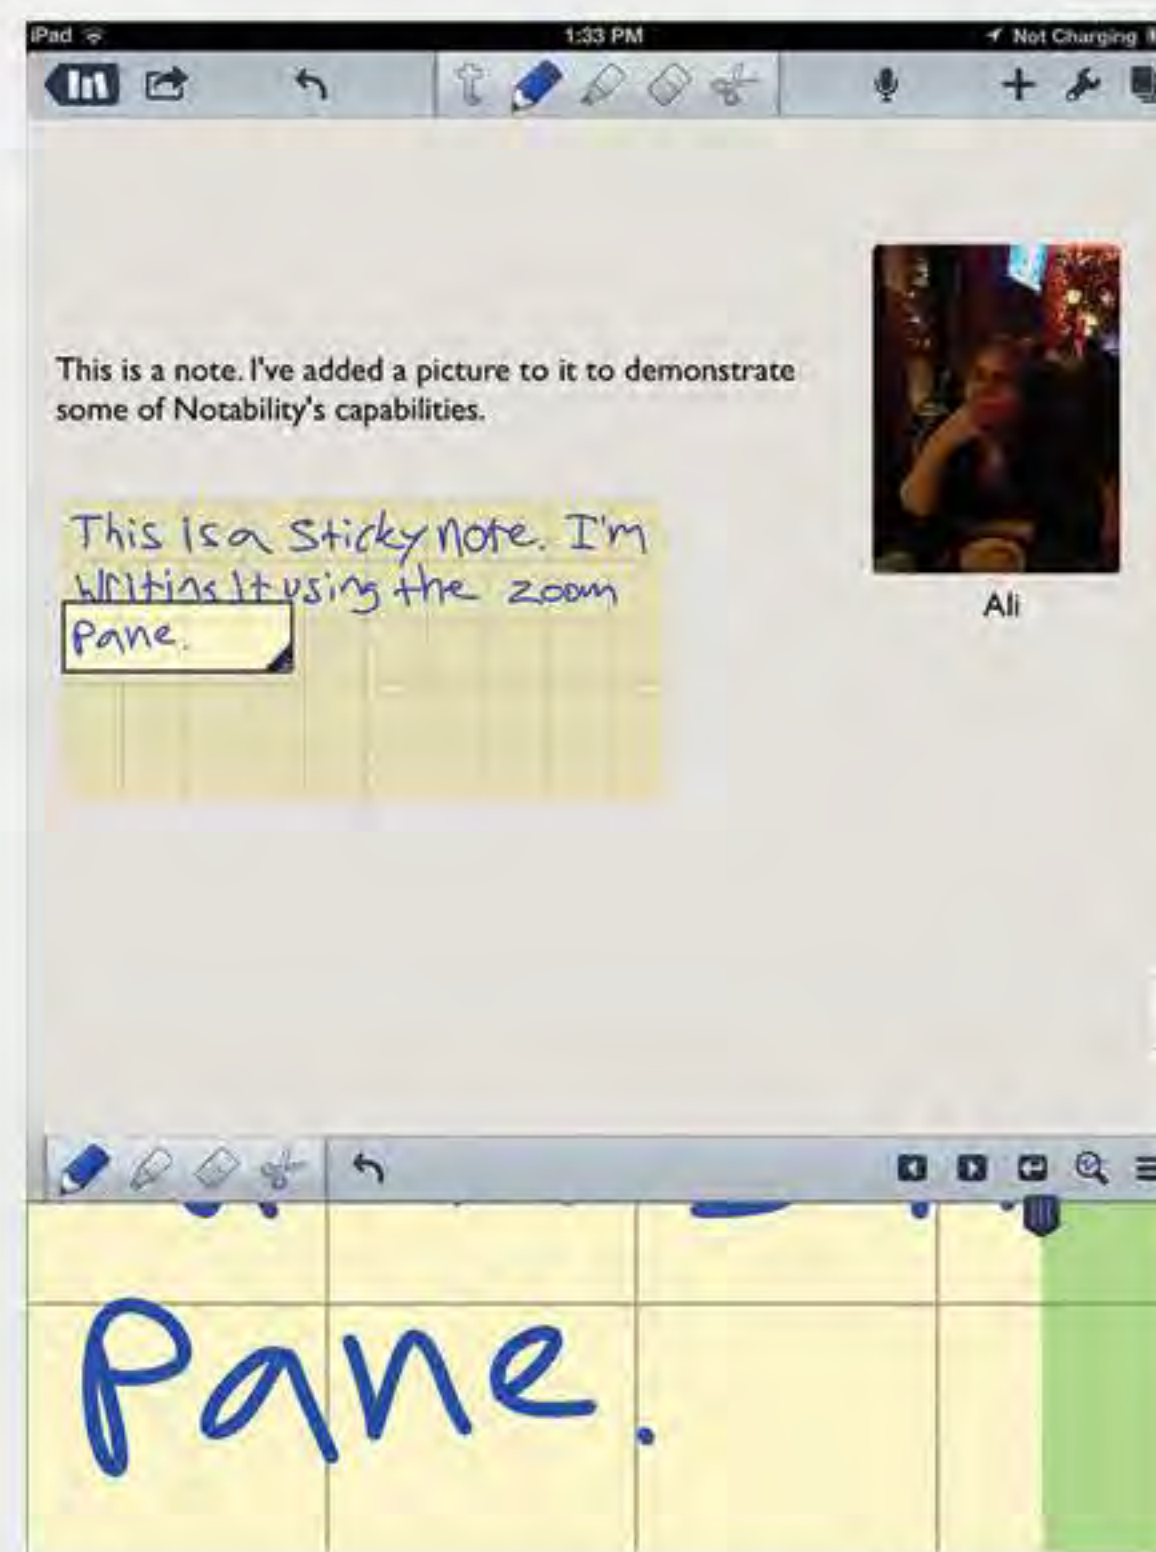 iPad 1:33 PM Not Charging
This is a note. I've added a picture to it to demonstrate
some of Notability's capabilities.
This is a Sticky note. I'm
writing it using the zoom
pane.
Ali
Pane.